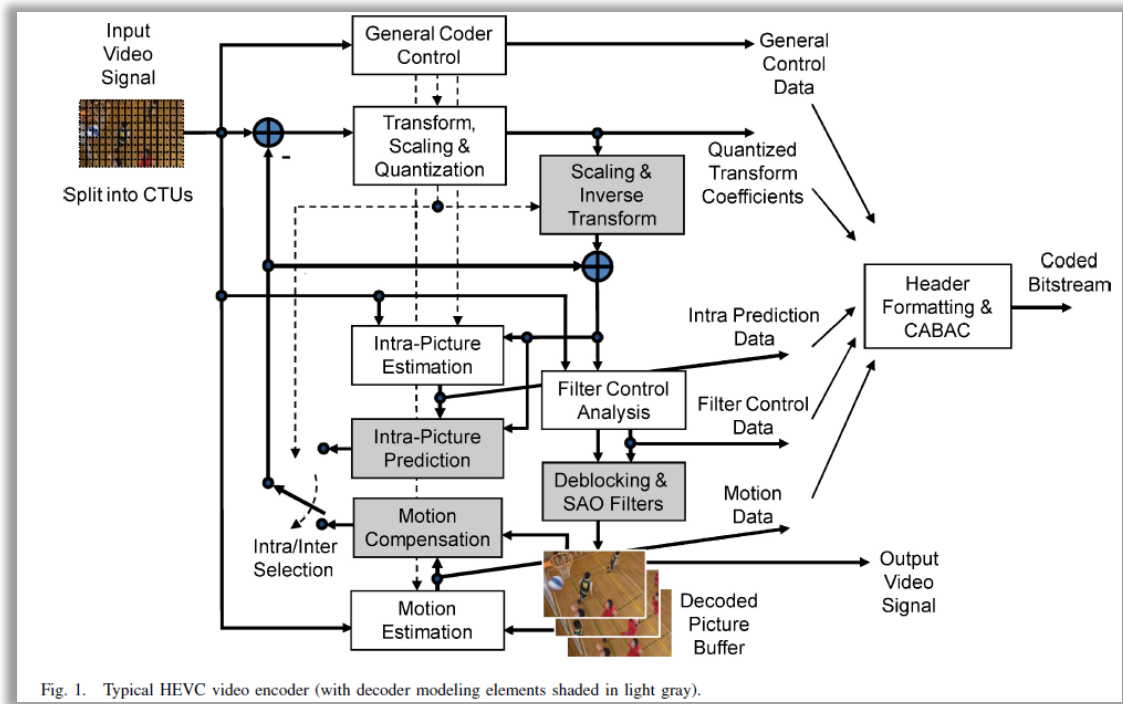 Input
Video
Signal
Split into CTUs
General Coder
Control
General
Control
Data
Transform,
Scaling &
Quantization
-
Quantized
Transform
Coefficients
Scaling &
Inverse
Transform
Header
Formatting &
CABAC
Coded
Bitstream
Intra-Picture
Estimation
Intra Prediction
Data
Filter Control
Analysis
Filter Control
Data
Intra-Picture
Prediction
Deblocking &
SAO Filters
Motion
Compensation
Motion
Data
Intra/Inter
Selection
Motion
Estimation
Decoded
Picture
Buffer
Output
Video
Signal
Fig. 1. Typical HEVC video encoder (with decoder modeling elements shaded in light gray).